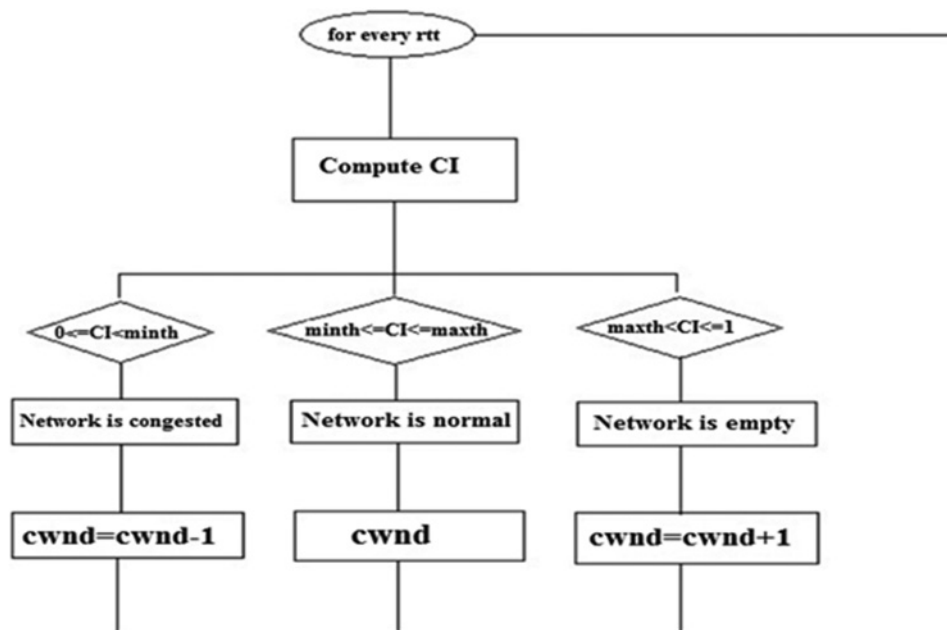 for every rtt
Compute CI
0<=CI<minth
minth<=CI<=maxth
maxth<CI<=1
Network is congested
Network is normal
Network is empty
cwnd=cwnd-1
cwnd
cwnd=cwnd+1